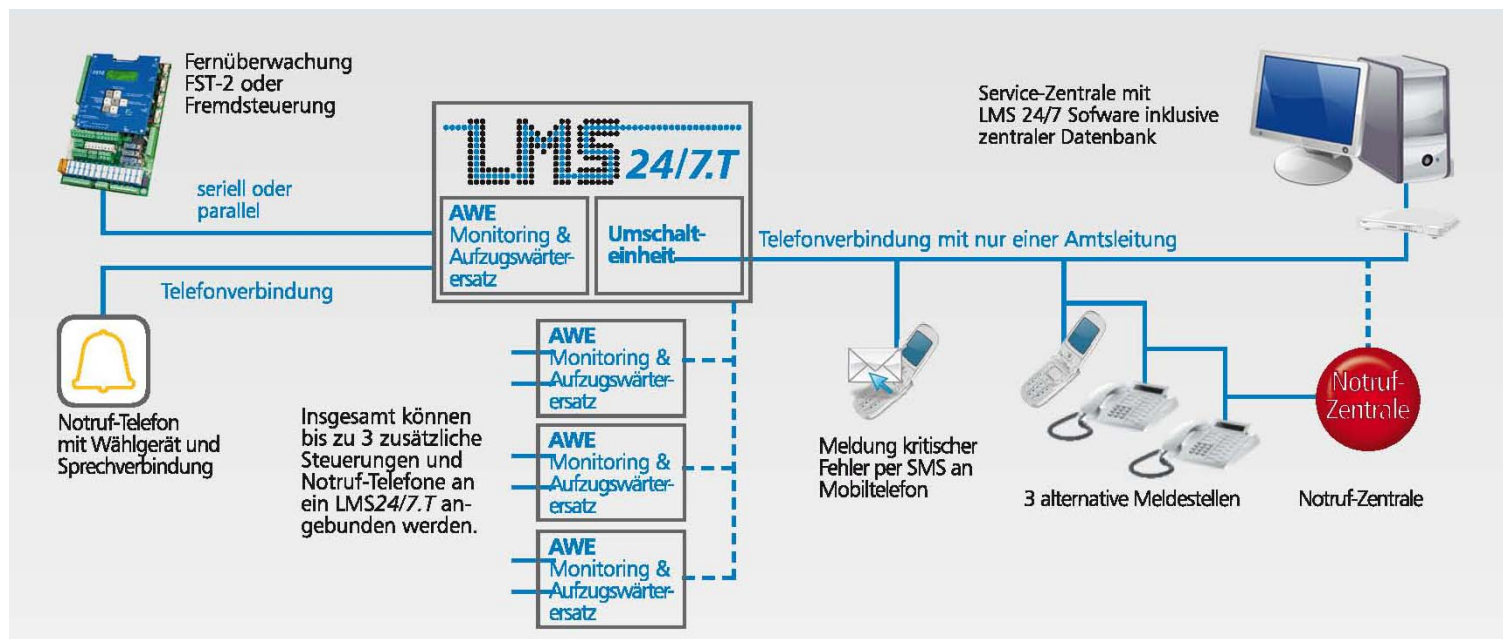 Fernüberwachung
FST-2 oder
Fremdsteuerung
seriell oder
parallel
Telefonverbindung
Notruf-Telefon
mit Wählgerät und
Sprechverbindung
LMS 24/7.T
AWE
Monitoring &
Aufzugswärter-
ersatz
Umschalt-
einheit
Telefonverbindung mit nur einer Amtsleitung
Service-Zentrale mit
LMS 24/7 Sofware inklusive
zentraler Datenbank
Insgesamt können
bis zu 3 zusätzliche
Steuerungen und
Notruf-Telefone an
ein LMS24/7.T an-
gebunden werden.
AWE
Monitoring &
Aufzugswärter-
ersatz
AWE
Monitoring &
Aufzugswärter-
ersatz
AWE
Monitoring &
Aufzugswärter-
ersatz
Meldung kritischer
Fehler per SMS an
Mobiltelefon
3 alternative Meldestellen
Notruf-
Zentrale
Notruf-Zentrale